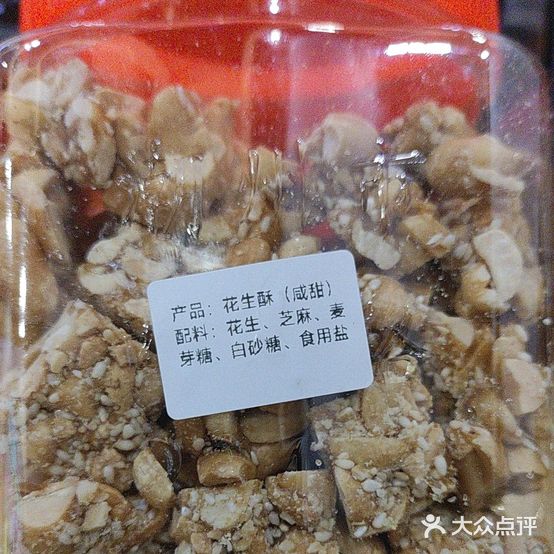 产品：花生酥（咸甜）
配料：花生、芝麻、麦
芽糖、白砂糖、食用盐
大众点评